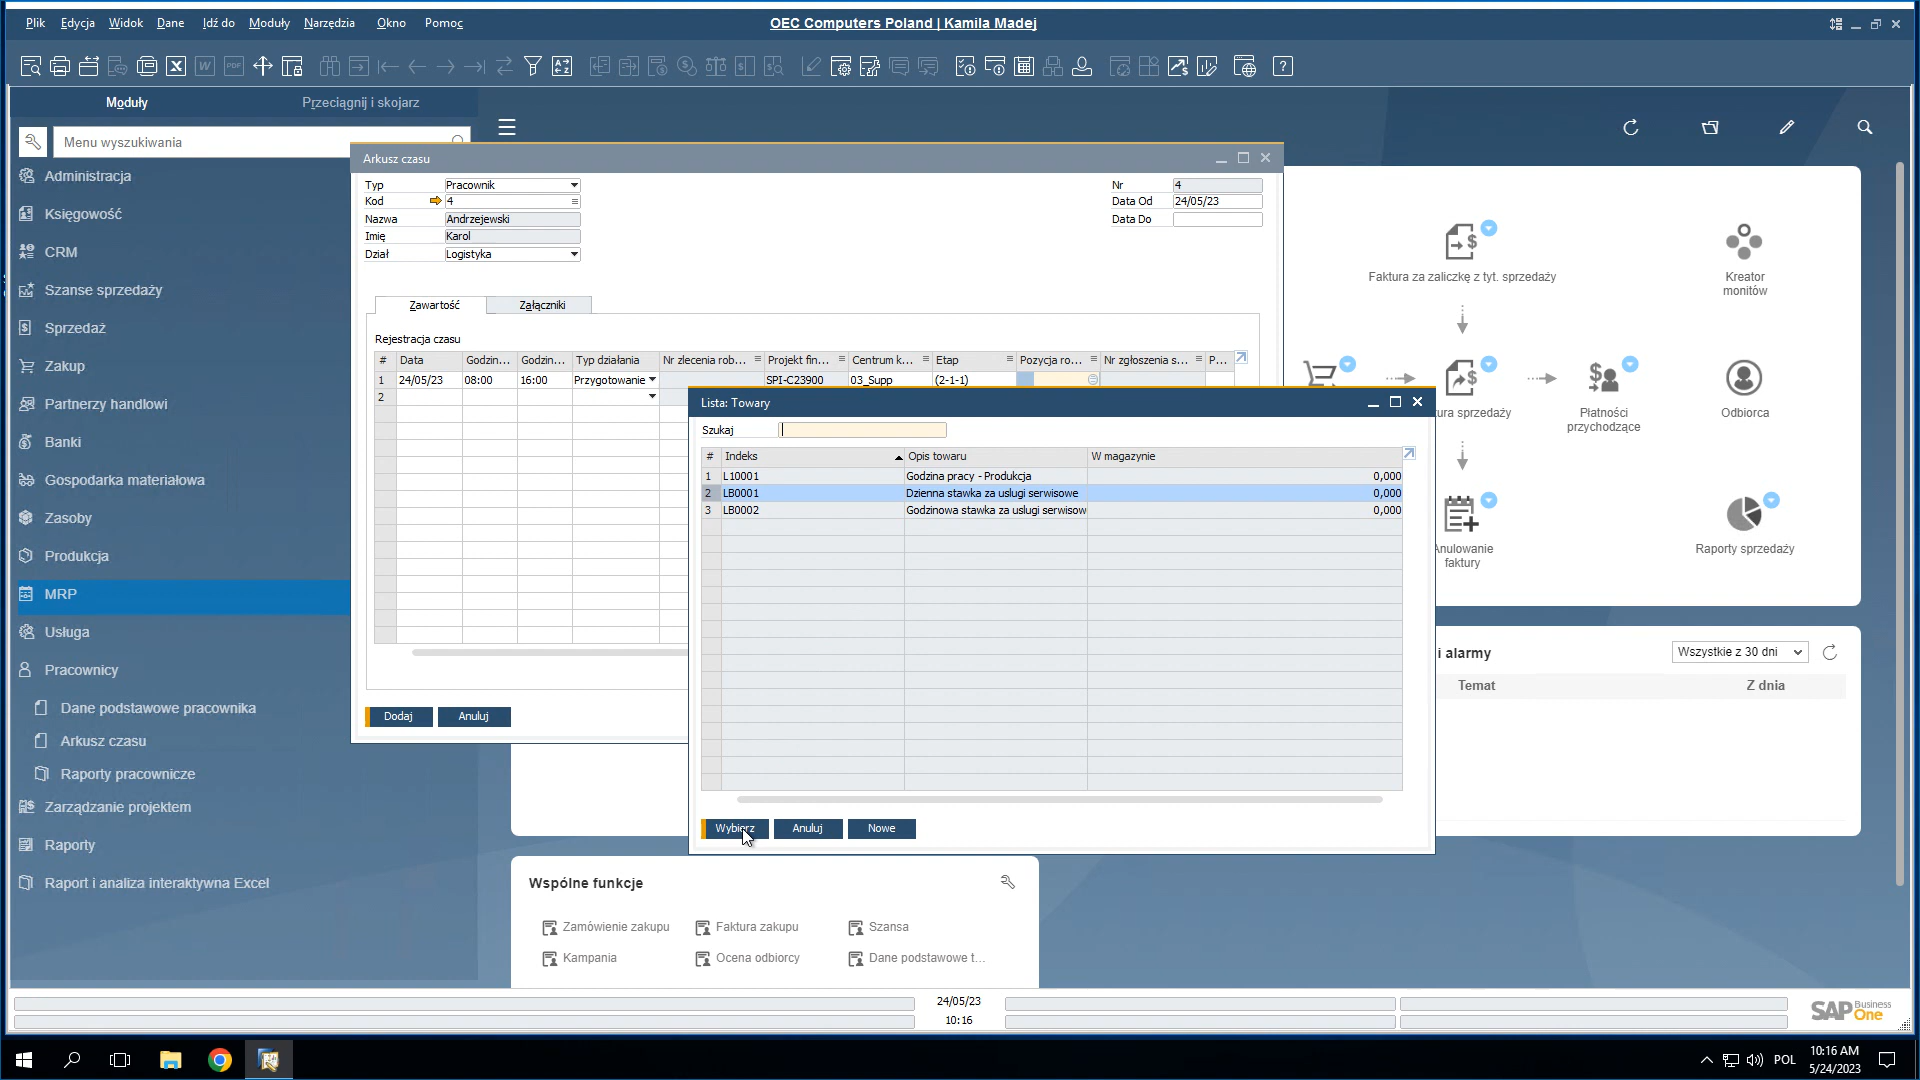 Plik Edycja Widok Dane Idź do Moduły Narzędzia Okno Pomoc
OEC Computers Poland | Kamila Madej
Moduły Przeciągnij i skojarz
Menu wyszukiwania
Administracja
Księgowość
CRM
Szanse sprzedaży
Sprzedaż
Zakup
Partnerzy handlowi
Banki
Gospodarka materiałowa
Zasoby
Produkcja
MRP
Usługa
Pracownicy
Dane podstawowe pracownika
Arkusz czasu
Raporty pracownicze
Zarządzanie projektem
Raporty
Raport i analiza interaktywna Excel
Arkusz czasu
Typ Pracownik
Kod 4
Nazwa Andrzejewski
Imię Karol
Dział Logistyka
Nr 4
Data Od 24/05/23
Data Do
Zawartość Załączniki
Rejestracja czasu
# Data Godzin... Godzin... Typ działania Nr zlecenia rob... Projekt fin... Centrum k... Etap Pozycja ro... Nr zgłoszenia s... P...
1 24/05/23 08:00 16:00 Przygotowanie SPI-C23900 03_Supp (2-1-1)
2
Dodaj Anuluj
Lista: Towary
Szukaj
# Indeks Opis towaru W magazynie
1 L10001 Godzina pracy - Produkcja 0,000
2 LB0001 Dzienna stawka za uslugi serwisowe 0,000
3 LB0002 Godzinowa stawka za uslugi serwisow 0,000
Wybierz Anuluj Nowe
Faktura za zaliczkę z tyt. sprzedaży
Kreator
monitów
tura sprzedaży
Płatności
przychodzące
Odbiorca
Anulowanie
faktury
Raporty sprzedaży
i alarmy
Wszystkie z 30 dni
Temat Z dnia
Wspólne funkcje
Zamówienie zakupu Faktura zakupu Szansa
Kampania Ocena odbiorcy Dane podstawowe t...
24/05/23
10:16
SAP Business One
POL
10:16 AM
5/24/2023